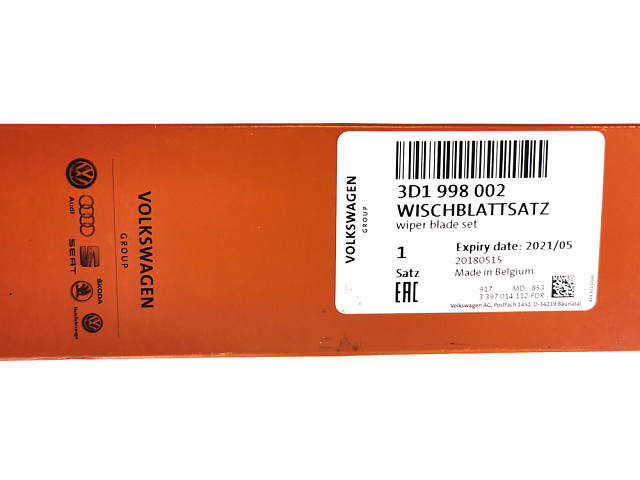 Audi
SEAT
ŠKODA
Nutzfahrzeuge
VOLKSWAGEN
GROUP
VOLKSWAGEN
GROUP
3D1 998 002
WISCHBLATTSATZ
wiper blade set
1
Satz
EAC
Expiry date: 2021/05
20180515
Made in Belgium
917 MD: 853
3 397 014 112-FDR
Volkswagen AG, Postfach 1451, D-34219 Baunatal